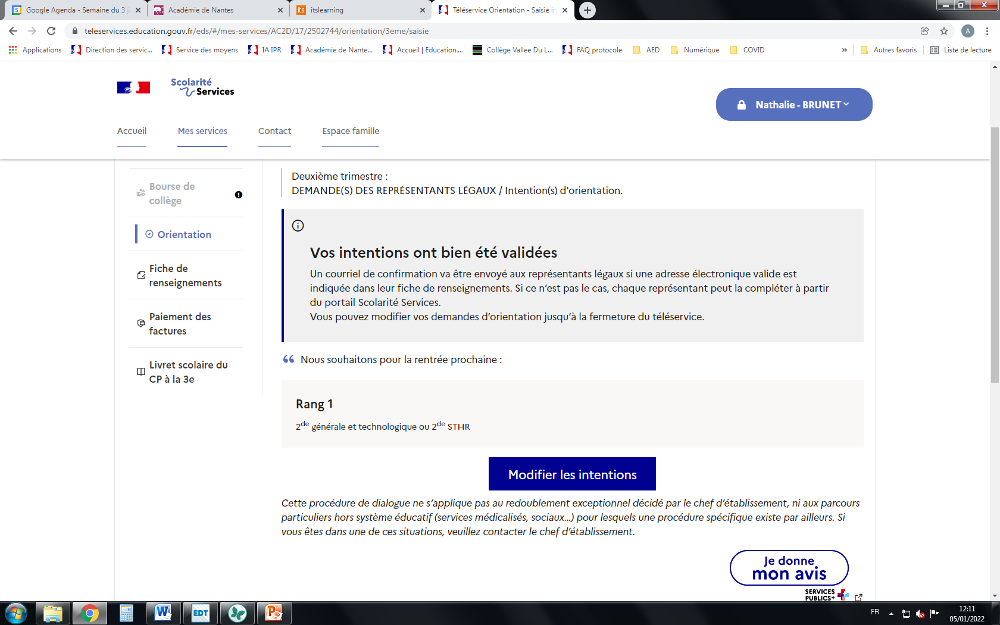 Google Agenda - Semaine du 3 j
Académie de Nantes
its
itslearning
Téléservice Orientation - Saisie in
teleservices.education.gouv.fr/eds/#/mes-services/AC2D/17/2502744/orientation/3eme/saisie
A
Applications
Direction des servic...
Service des moyens
IA IPR
Académie de Nante...
Accueil | Education....
Collège Vallee Du L...
FAQ protocole
AED
Numérique
COVID
»
Autres favoris
Liste de lecture
Scolarité
Services
Nathalie - BRUNET
Accueil
Mes services
Contact
Espace famille
Bourse de
collège
Orientation
Fiche de
renseignements
Paiement des
factures
Livret scolaire du
CP à la 3e
Deuxième trimestre :
DEMANDE(S) DES REPRÉSENTANTS LÉGAUX / Intention(s) d'orientation.
Vos intentions ont bien été validées
Un courriel de confirmation va être envoyé aux représentants légaux si une adresse électronique valide est
indiquée dans leur fiche de renseignements. Si ce n’est pas le cas, chaque représentant peut la compléter à partir
du portail Scolarité Services.
Vous pouvez modifier vos demandes d’orientation jusqu’à la fermeture du téléservice.
Nous souhaitons pour la rentrée prochaine :
Rang 1
2de générale et technologique ou 2de STHR
Modifier les intentions
Cette procédure de dialogue ne s’applique pas au redoublement exceptionnel décidé par le chef d’établissement, ni aux parcours
particuliers hors système éducatif (services médicalisés, sociaux...) pour lesquels une procédure spécifique existe par ailleurs. Si
vous êtes dans une de ces situations, veuillez contacter le chef d’établissement.
Je donne
mon avis
SERVICES
PUBLICS+
W
EDT
P
FR
12:11
05/01/2022